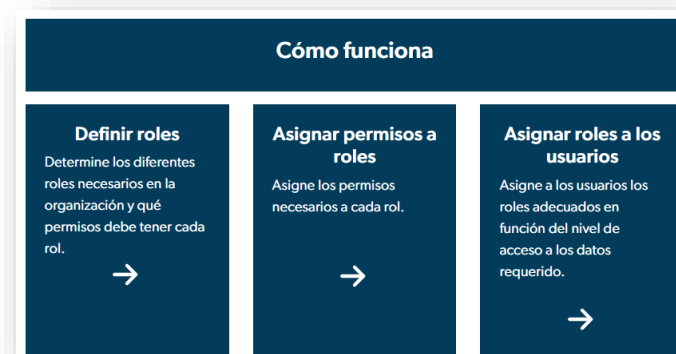 Cómo funciona
Definir roles
Determine los diferentes
roles necesarios en la
organización y qué
permisos debe tener cada
rol.
Asignar permisos a
roles
Asigne los permisos
necesarios a cada rol.
Asignar roles a los
usuarios
Asigne a los usuarios los
roles adecuados en
función del nivel de
acceso a los datos
requerido.